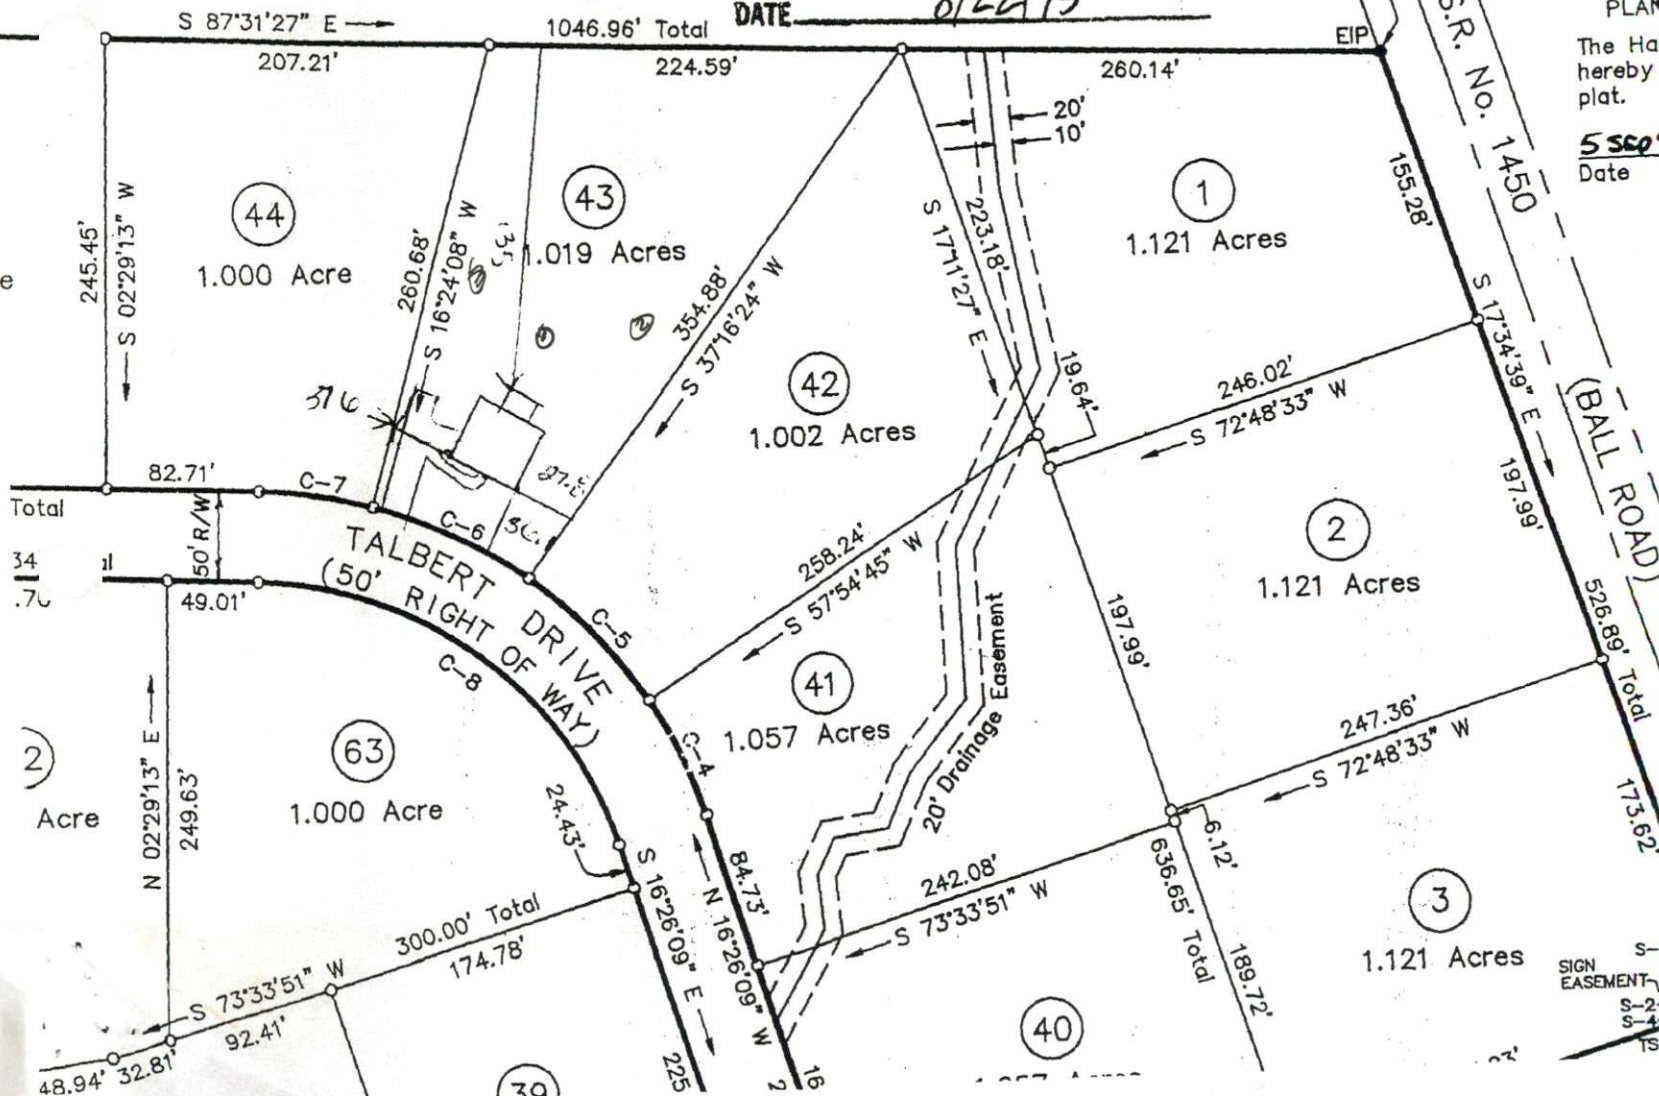 DATE
S 87°31'27" E
1046.96' Total
207.21'
224.59'
260.14'
EIP
S.R. No. 1450
(BALL ROAD)
The Ha
hereby
plat.
5 SEP
Date
20'
10'
155.28'
245.45'
S 02°29'13" W
44
1.000 Acre
260.68'
S 16°24'08" W
43
1.019 Acres
354.88'
S 37°16'24" W
S 17°11'27" E
223.18'
1
1.121 Acres
S 17°34'39" E
526.89' Total
42
1.002 Acres
19.64'
246.02'
S 72°48'33" W
197.99'
82.71'
C-7
C-6
C-5
C-4
C-8
Total
50' R/W
34
49.01'
TALBERT DRIVE
(50' RIGHT OF WAY)
258.24'
S 57°54'45" W
2
1.121 Acres
197.99'
41
1.057 Acres
20' Drainage Easement
247.36'
S 72°48'33" W
173.62'
6.12'
636.65' Total
189.72'
2
Acre
N 02°29'13" E
249.63'
63
1.000 Acre
24.43'
S 16°26'09" E
84.73'
N 16°26'09" W
242.08'
S 73°33'51" W
3
1.121 Acres
300.00' Total
174.78'
S 73°33'51" W
92.41'
48.94'
32.81'
39
225
16
2
40
SIGN
EASEMENT
S-2
S-4